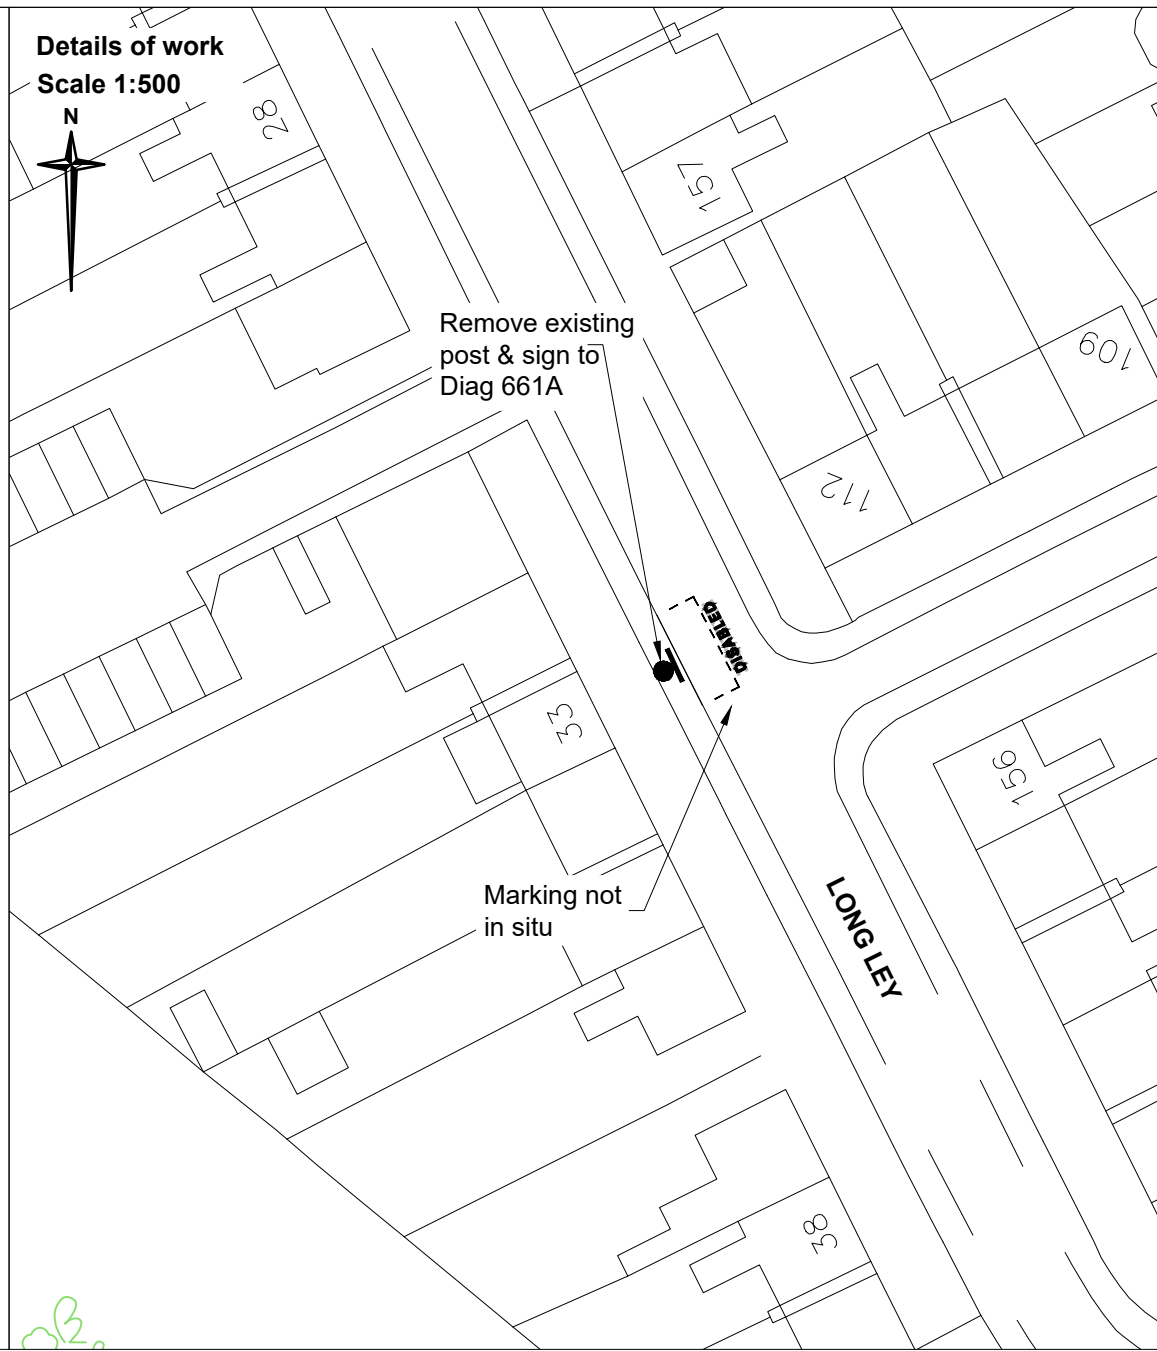 Details of work
Scale 1:500
N
28
157
Remove existing
post & sign to
Diag 661A
109
112
DISABLED
33
156
Marking not
in situ
LONG LEY
38